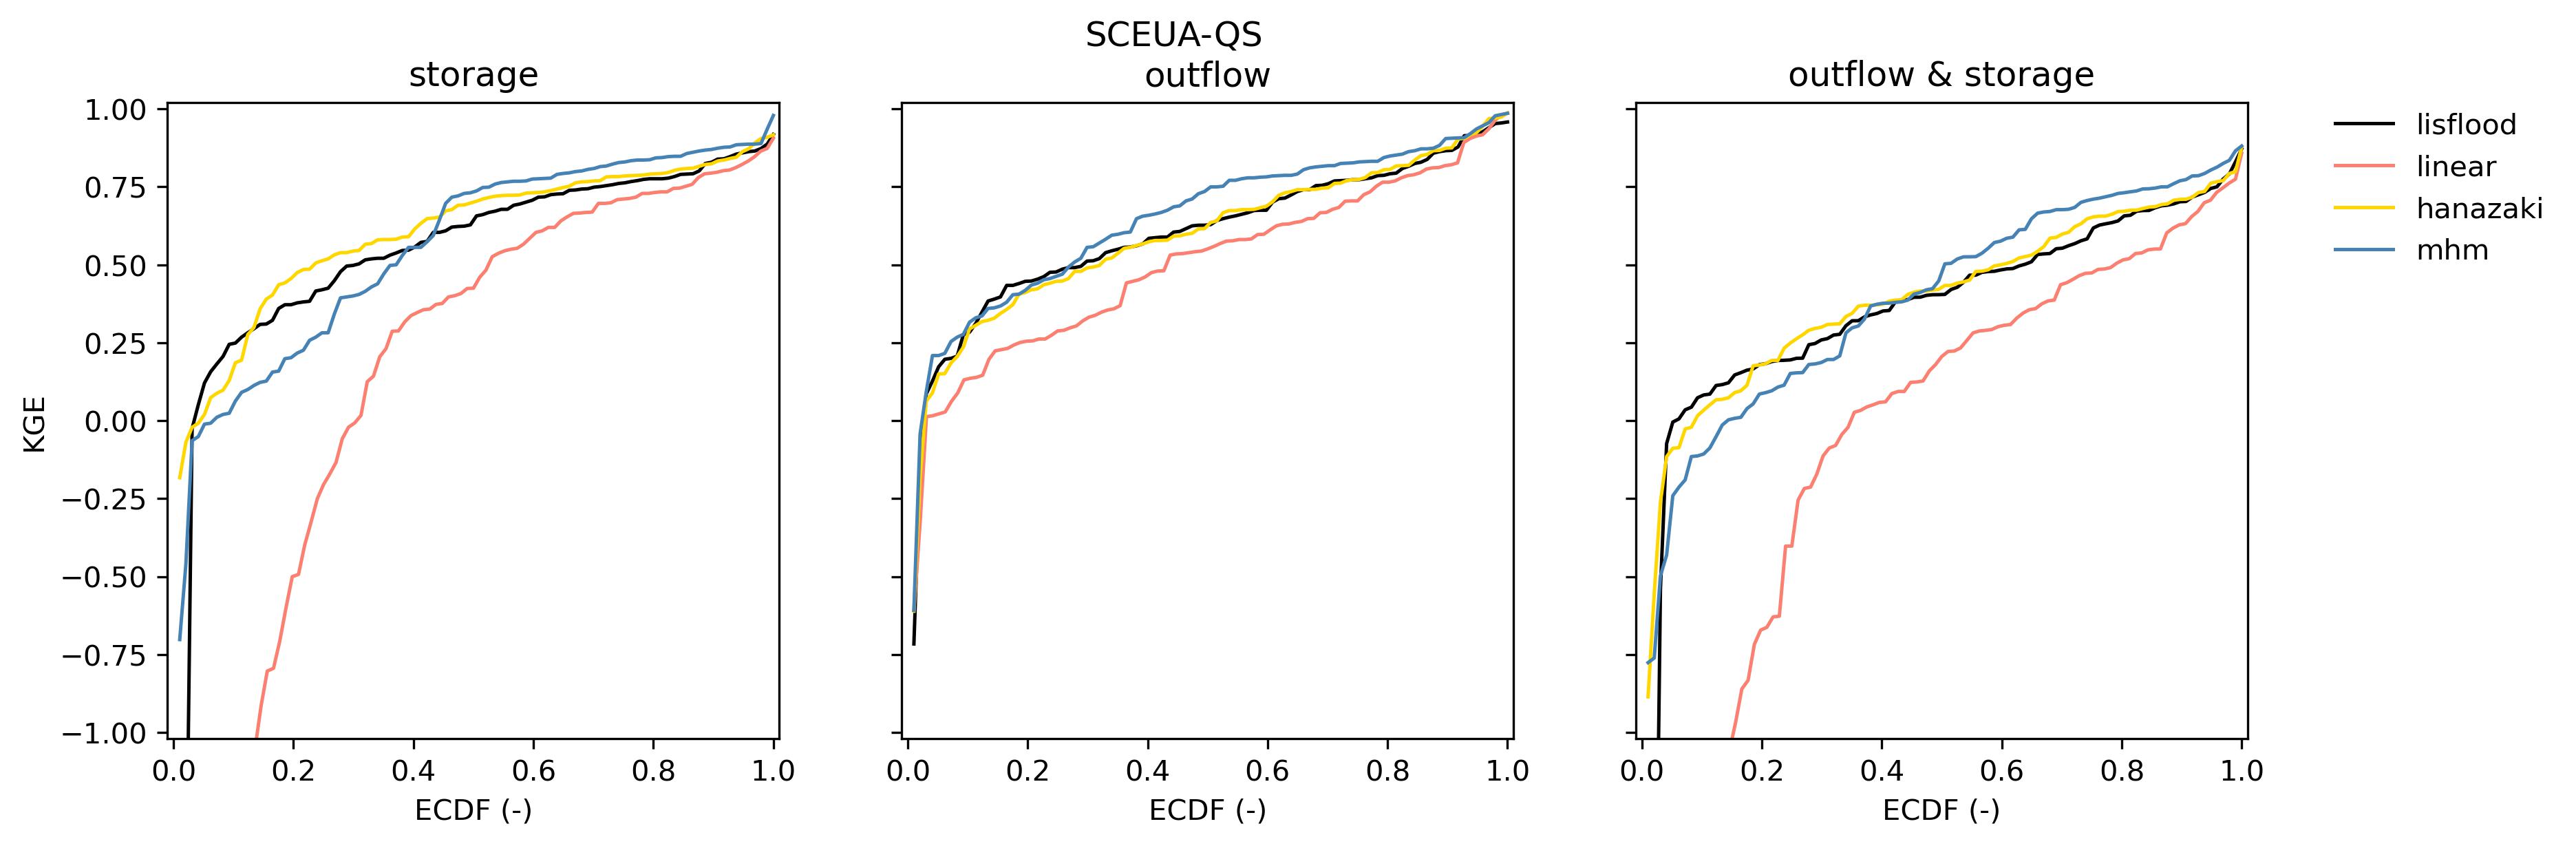 SCEUA-QS
storage
outflow
outflow & storage
KGE
1.00
0.75
0.50
0.25
0.00
−0.25
−0.50
−0.75
−1.00
0.0 0.2 0.4 0.6 0.8 1.0
ECDF (-)
0.0 0.2 0.4 0.6 0.8 1.0
ECDF (-)
0.0 0.2 0.4 0.6 0.8 1.0
ECDF (-)
lisflood
linear
hanazaki
mhm